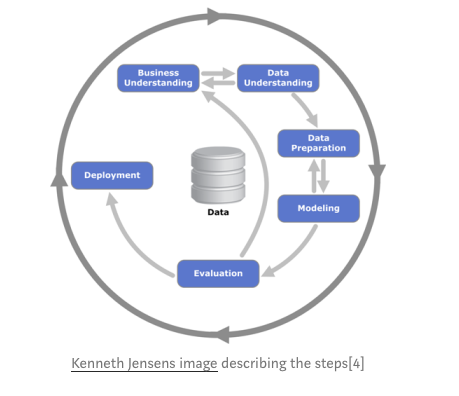 Business
Understanding
Data
Understanding
Data
Preparation
Deployment
Data
Modeling
Evaluation
Kenneth Jensens image describing the steps[4]